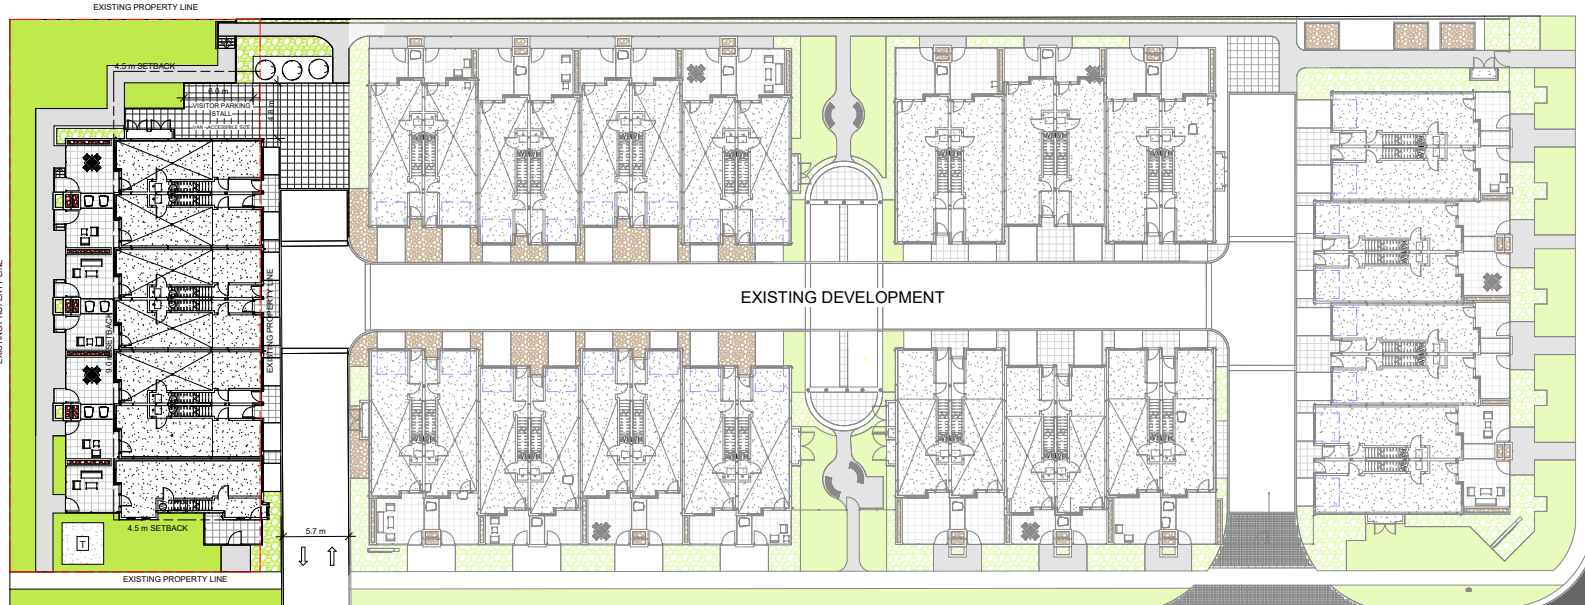 EXISTING PROPERTY LINE
4.5 m SETBACK
6.0 m
VISITOR PARKING
STALL
VAN -ACCESSIBLE SIZE
4.8 m
EXISTING PROPERTY LINE
9.0 m SETBACK
EXISTING PROPERTY LINE
EXISTING DEVELOPMENT
4.5 m SETBACK
5.7 m
EXISTING PROPERTY LINE